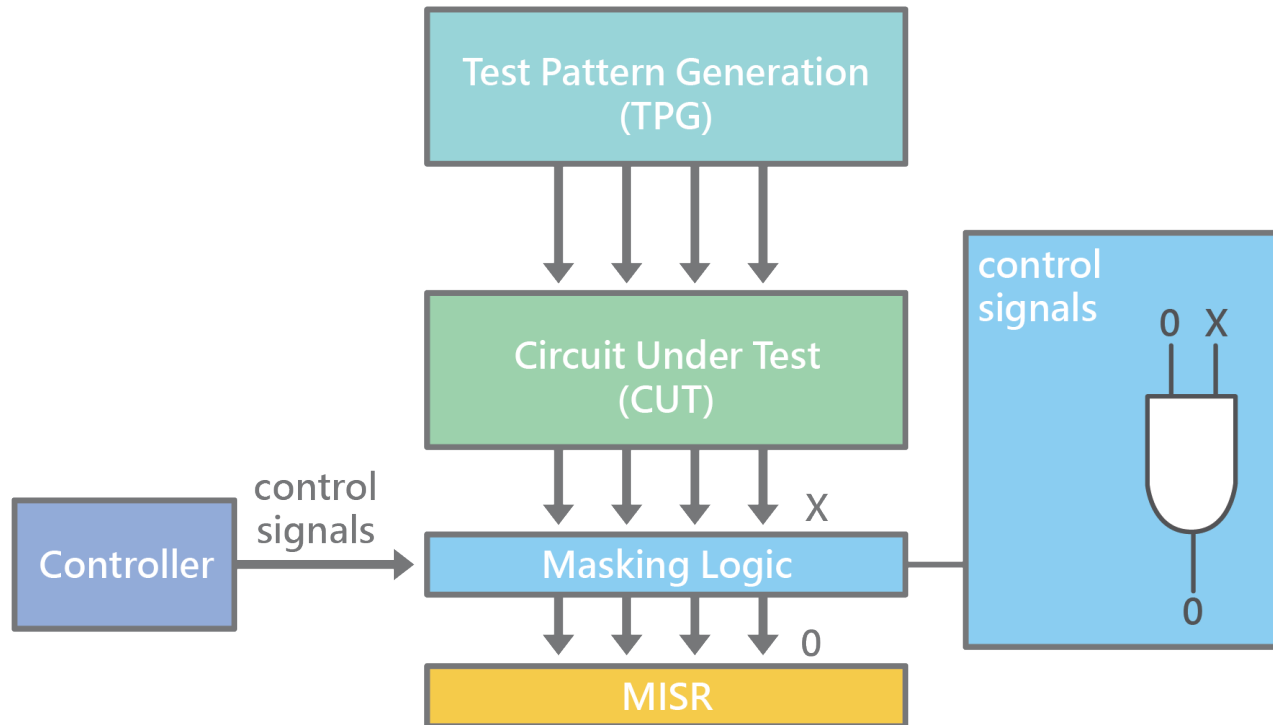 Test Pattern Generation
(TPG)
Circuit Under Test
(CUT)
control
signals
0 X
0
control
signals
X
Controller
Masking Logic
0
MISR